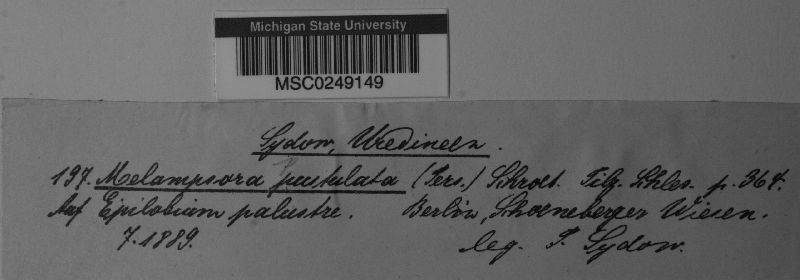 Michigan State University
MSC0249149
Sydow, Uredineen.
197. Melampsora pustulata (Pers.) Schroet. Pilz. Schles. p. 364.
Auf Epilobium palustre. Berlin, Schoeneberger Wiesen.
7.1889. leg. P. Sydow.